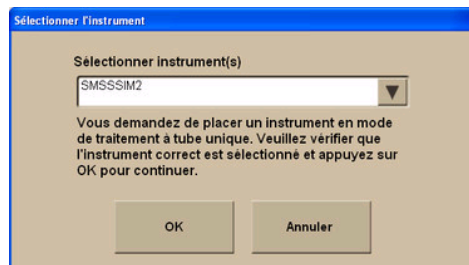 Sélectionner l'instrument
Sélectionner instrument(s)
SMSSSIM2
Vous demandez de placer un instrument en mode
de traitement à tube unique. Veuillez vérifier que
l'instrument correct est sélectionné et appuyez sur
OK pour continuer.
OK
Annuler